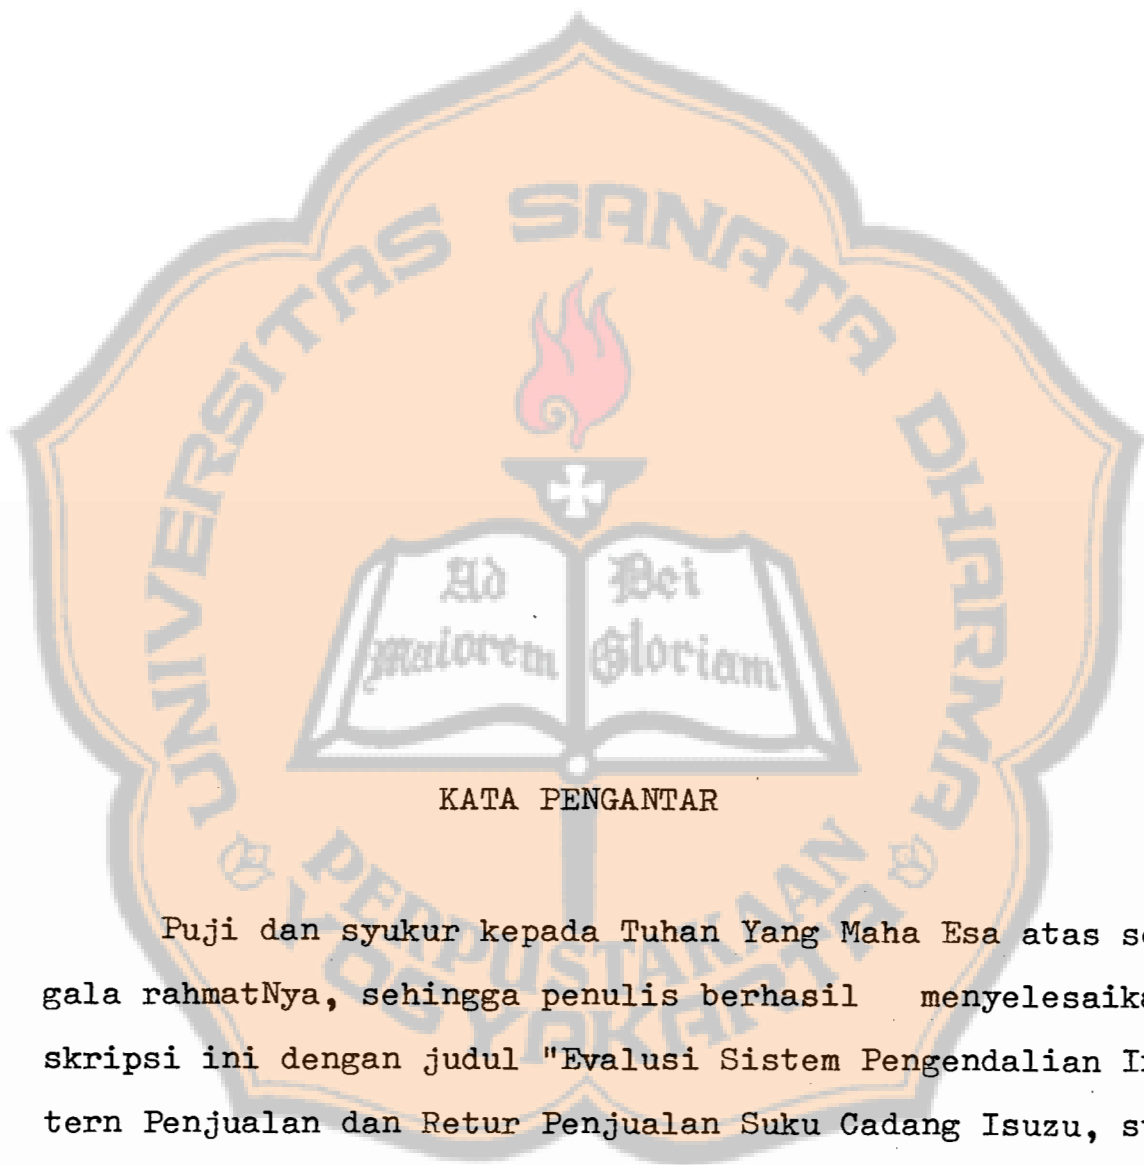 UNIVERSITAS SANATA DHARMA
Ad Dei
Maiorem Gloriam
KATA PENGANTAR
PERPUSTAKAAN
YOGYAKARTA
Puji dan syukur kepada Tuhan Yang Maha Esa atas se
gala rahmatNya, sehingga penulis berhasil menyelesaika
skripsi ini dengan judul "Evalusi Sistem Pengendalian I
tern Penjualan dan Retur Penjualan Suku Cadang Isuzu, s